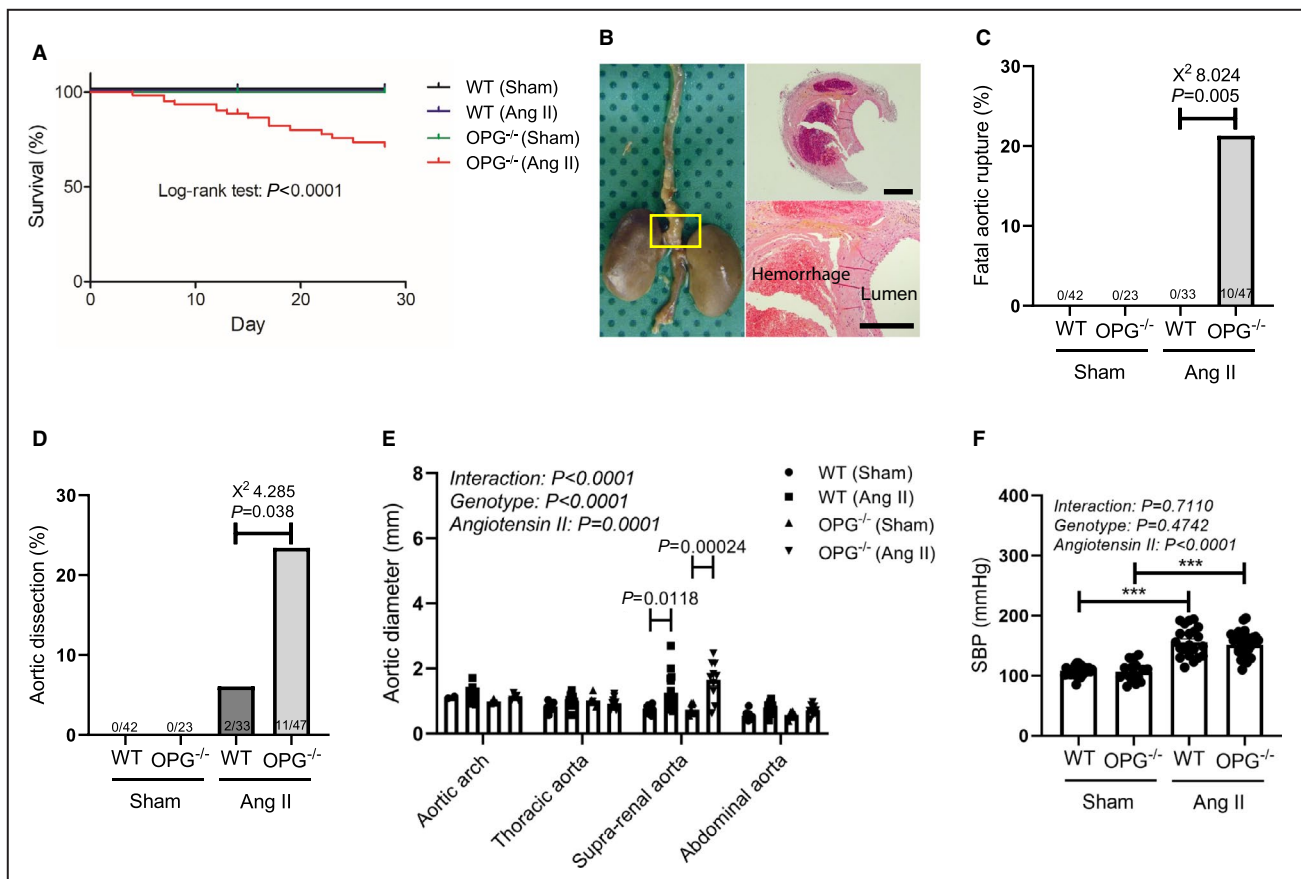 A
100
50
0
0
10
20
30
Survival (%)
Day
Log-rank test: P<0.0001
WT (Sham)
WT (Ang II)
OPG-/- (Sham)
OPG-/- (Ang II)
B
Hemorrhage
Lumen
C
Fatal aortic rupture (%)
30
20
10
0
X2 8.024
P=0.005
0/42
0/23
0/33
10/47
WT OPG-/-
WT OPG-/-
Sham
Ang II
D
Aortic dissection (%)
30
20
10
0
X2 4.285
P=0.038
0/42
0/23
2/33
11/47
WT OPG-/-
WT OPG-/-
Sham
Ang II
E
Aortic diameter (mm)
8
6
4
2
0
Interaction: P<0.0001
Genotype: P<0.0001
Angiotensin II: P=0.0001
P=0.0118
P=0.00024
WT (Sham)
WT (Ang II)
OPG-/- (Sham)
OPG-/- (Ang II)
Aortic arch
Thoracic aorta
Supra-renal aorta
Abdominal aorta
F
SBP (mmHg)
400
300
200
100
0
Interaction: P=0.7110
Genotype: P=0.4742
Angiotensin II: P<0.0001
***
***
WT OPG-/-
WT OPG-/-
Sham
Ang II